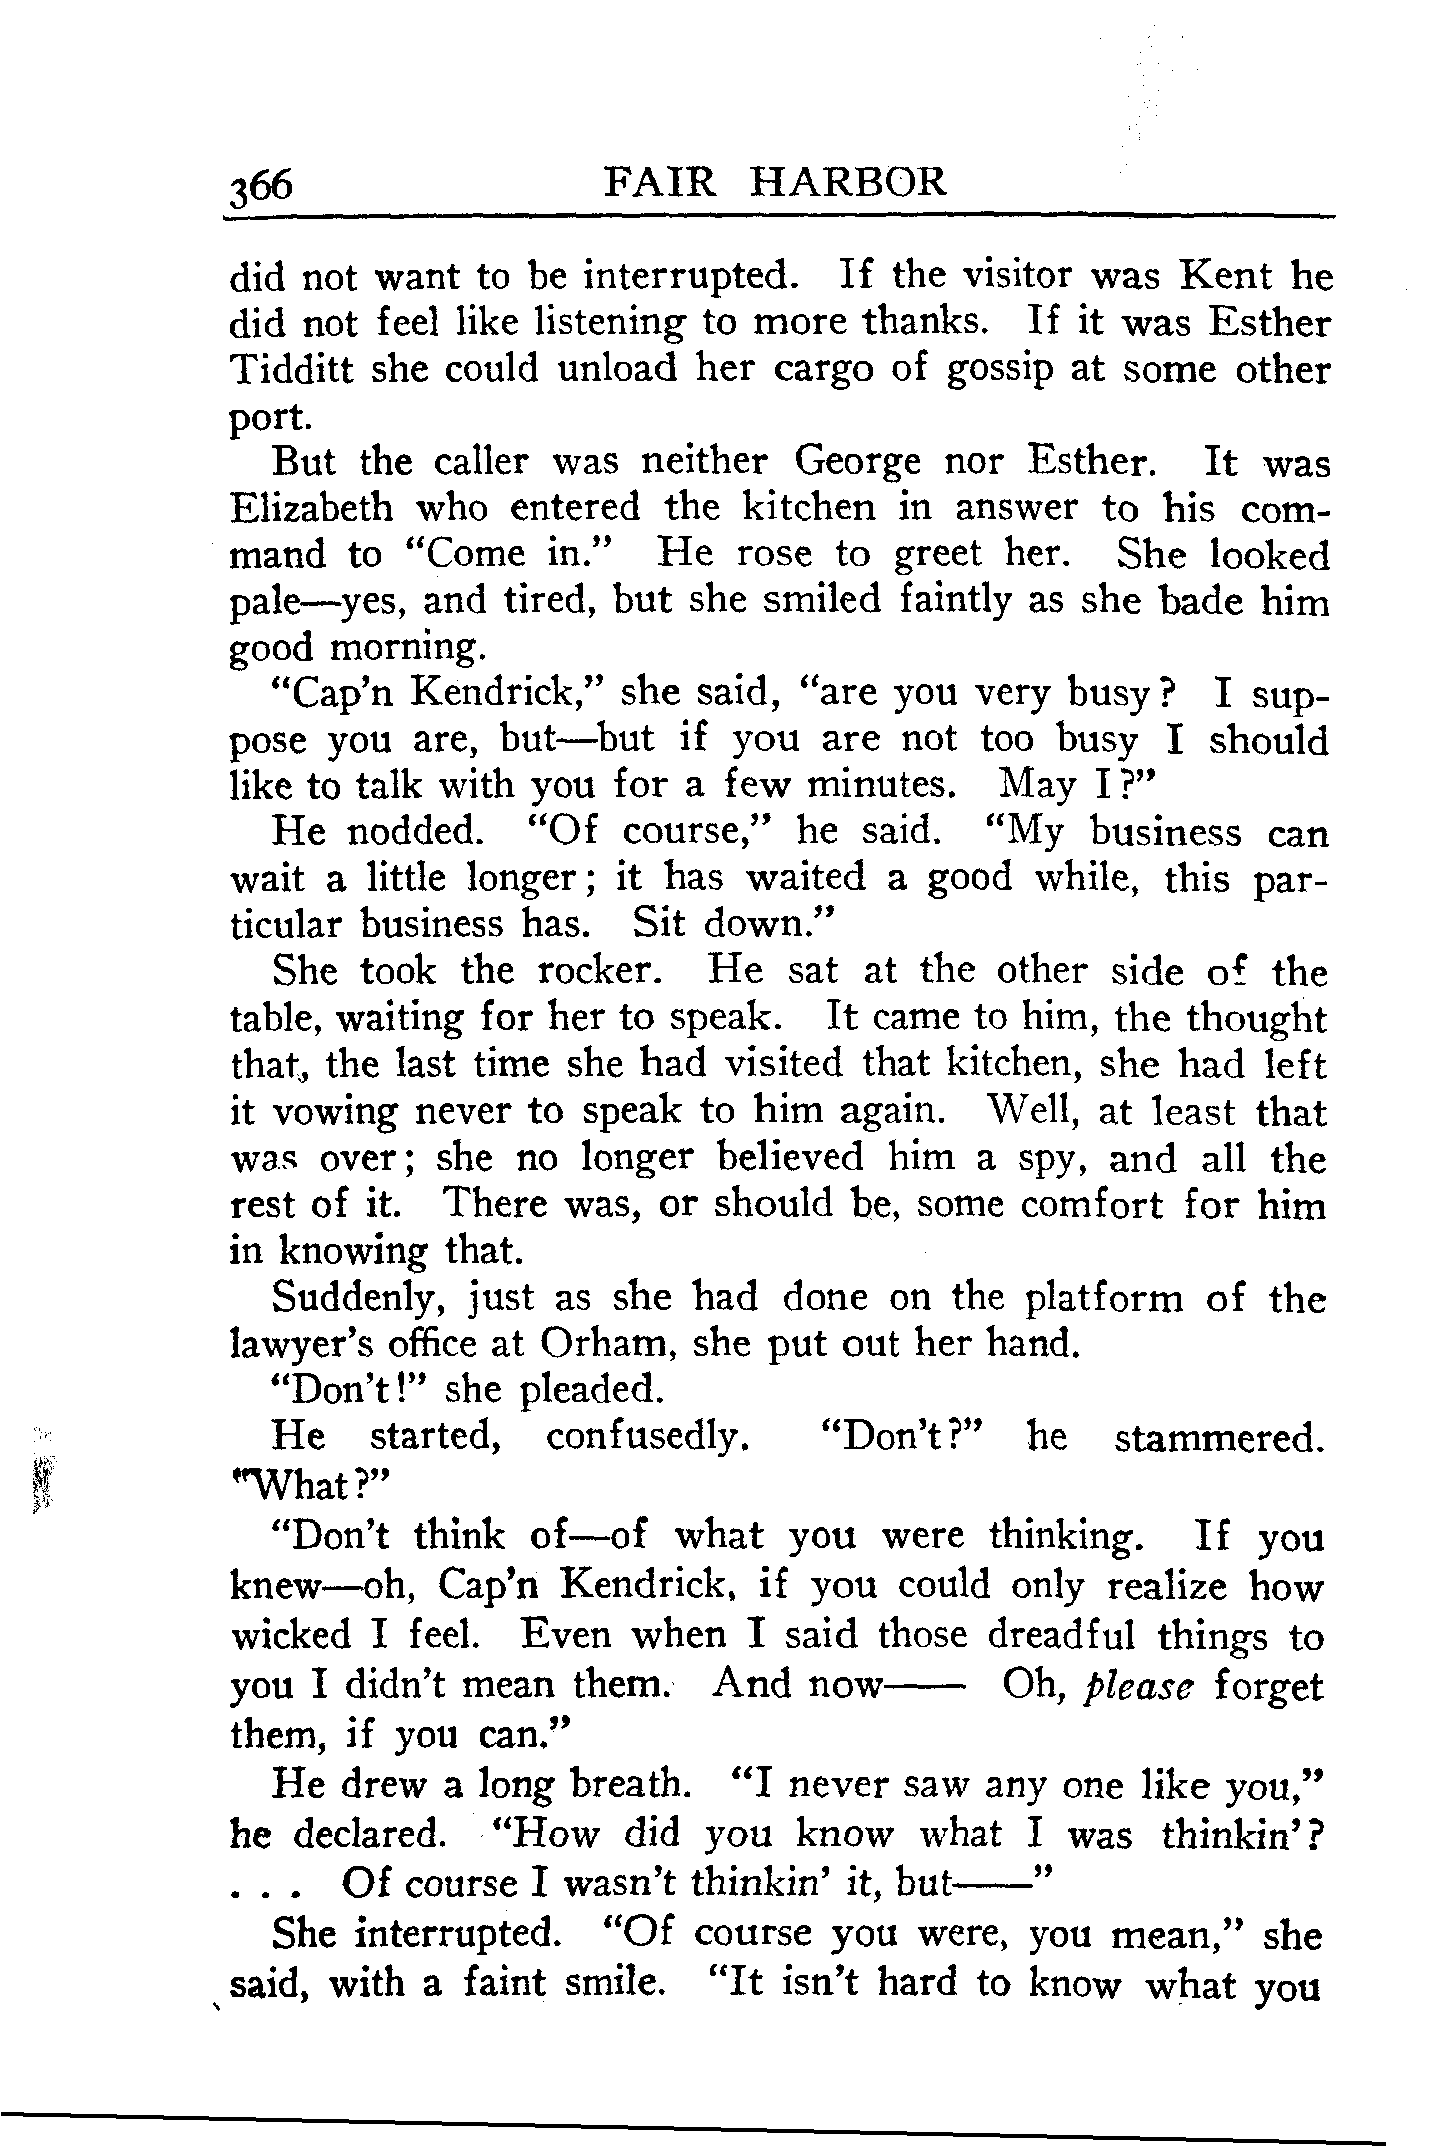 366 FAIR HARBOR
did not want to be interrupted. If the visitor was Kent he
did not feel like listening to more thanks. If it was Esther
Tidditt she could unload her cargo of gossip at some other
port.
But the caller was neither George nor Esther. It was
Elizabeth who entered the kitchen in answer to his com-
mand to “Come in.” He rose to greet her. She looked
pale—yes, and tired, but she smiled faintly as she bade him
good morning.
“Cap’n Kendrick,” she said, “are you very busy? I sup-
pose you are, but—but if you are not too busy I should
like to talk with you for a few minutes. May I?”
He nodded. “Of course,” he said. “My business can
wait a little longer; it has waited a good while, this par-
ticular business has. Sit down.”
She took the rocker. He sat at the other side of the
table, waiting for her to speak. It came to him, the thought
that, the last time she had visited that kitchen, she had left
it vowing never to speak to him again. Well, at least that
was over; she no longer believed him a spy, and all the
rest of it. There was, or should be, some comfort for him
in knowing that.
Suddenly, just as she had done on the platform of the
lawyer’s office at Orham, she put out her hand.
“Don’t!” she pleaded.
He started, confusedly. “Don’t?” he stammered.
“What?”
“Don’t think of—of what you were thinking. If you
knew—oh, Cap’n Kendrick, if you could only realize how
wicked I feel. Even when I said those dreadful things to
you I didn’t mean them. And now—— Oh, please forget
them, if you can.”
He drew a long breath. “I never saw any one like you,”
he declared. “How did you know what I was thinkin’?
. . . Of course I wasn’t thinkin’ it, but——”
She interrupted. “Of course you were, you mean,” she
said, with a faint smile. “It isn’t hard to know what you